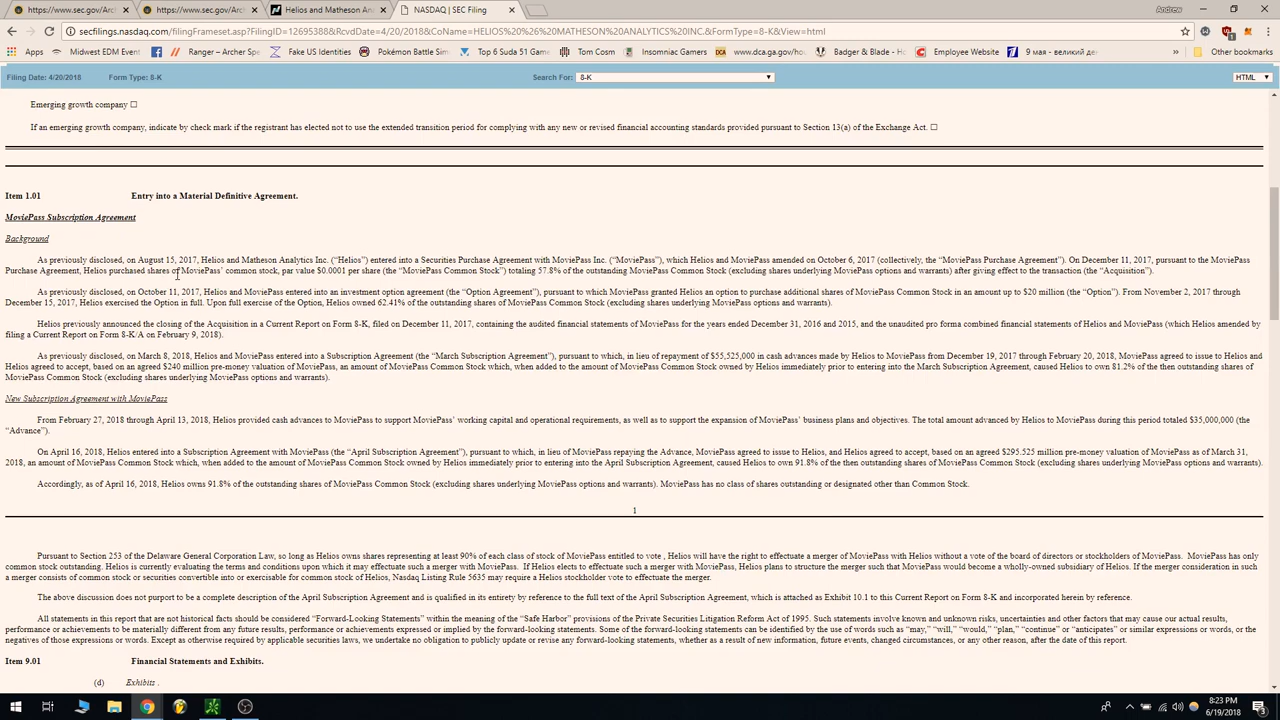 https://www.sec.gov/Arc
https://www.sec.gov/Arc
Helios and Matheson An
NASDAQ | SEC Filing
Andrew
secfilings.nasdaq.com/filingFrameset.asp?FilingID=12695388&RcvdDate=4/20/2018&CoName=HELIOS%20%26%20MATHESON%20ANALYTICS%20INC.&FormType=8-K&View=html
Apps Midwest EDM Event Ranger – Archer Spe Fake US Identities Pokémon Battle Sim Top 6 Suda 51 Game Tom Cosm Insomniac Gamers www.dca.ga.gov/hou Badger & Blade - Ho Employee Website 9 мая - великий де Other bookmarks
Filing Date: 4/20/2018 Form Type: 8-K Search For: 8-K HTML
Emerging growth company ☐
If an emerging growth company, indicate by check mark if the registrant has elected not to use the extended transition period for complying with any new or revised financial accounting standards provided pursuant to Section 13(a) of the Exchange Act. ☐
Item 1.01 Entry into a Material Definitive Agreement.
MoviePass Subscription Agreement
Background
As previously disclosed, on August 15, 2017, Helios and Matheson Analytics Inc. (“Helios”) entered into a Securities Purchase Agreement with MoviePass Inc. (“MoviePass”), which Helios and MoviePass amended on October 6, 2017 (collectively, the “MoviePass Purchase Agreement”). On December 11, 2017, pursuant to the MoviePass
Purchase Agreement, Helios purchased shares of MoviePass’ common stock, par value $0.0001 per share (the “MoviePass Common Stock”) totaling 57.8% of the outstanding MoviePass Common Stock (excluding shares underlying MoviePass options and warrants) after giving effect to the transaction (the “Acquisition”).
As previously disclosed, on October 11, 2017, Helios and MoviePass entered into an investment option agreement (the “Option Agreement”), pursuant to which MoviePass granted Helios an option to purchase additional shares of MoviePass Common Stock in an amount up to $20 million (the “Option”). From November 2, 2017 through
December 15, 2017, Helios exercised the Option in full. Upon full exercise of the Option, Helios owned 62.41% of the outstanding shares of MoviePass Common Stock (excluding shares underlying MoviePass options and warrants).
Helios previously announced the closing of the Acquisition in a Current Report on Form 8-K, filed on December 11, 2017, containing the audited financial statements of MoviePass for the years ended December 31, 2016 and 2015, and the unaudited pro forma combined financial statements of Helios and MoviePass (which Helios amended by
filing a Current Report on Form 8-K/A on February 9, 2018).
As previously disclosed, on March 8, 2018, Helios and MoviePass entered into a Subscription Agreement (the “March Subscription Agreement”), pursuant to which, in lieu of repayment of $55,525,000 in cash advances made by Helios to MoviePass from December 19, 2017 through February 20, 2018, MoviePass agreed to issue to Helios and
Helios agreed to accept, based on an agreed $240 million pre-money valuation of MoviePass, an amount of MoviePass Common Stock which, when added to the amount of MoviePass Common Stock owned by Helios immediately prior to entering into the March Subscription Agreement, caused Helios to own 81.2% of the then outstanding shares of
MoviePass Common Stock (excluding shares underlying MoviePass options and warrants).
New Subscription Agreement with MoviePass
From February 27, 2018 through April 13, 2018, Helios provided cash advances to MoviePass to support MoviePass’ working capital and operational requirements, as well as to support the expansion of MoviePass’ business plans and objectives. The total amount advanced by Helios to MoviePass during this period totaled $35,000,000 (the
“Advance”).
On April 16, 2018, Helios entered into a Subscription Agreement with MoviePass (the “April Subscription Agreement”), pursuant to which, in lieu of MoviePass repaying the Advance, MoviePass agreed to issue to Helios, and Helios agreed to accept, based on an agreed $295.525 million pre-money valuation of MoviePass as of March 31,
2018, an amount of MoviePass Common Stock which, when added to the amount of MoviePass Common Stock owned by Helios immediately prior to entering into the April Subscription Agreement, caused Helios to own 91.8% of the then outstanding shares of MoviePass Common Stock (excluding shares underlying MoviePass options and warrants).
Accordingly, as of April 16, 2018, Helios owns 91.8% of the outstanding shares of MoviePass Common Stock (excluding shares underlying MoviePass options and warrants). MoviePass has no class of shares outstanding or designated other than Common Stock.
1
Pursuant to Section 253 of the Delaware General Corporation Law, so long as Helios owns shares representing at least 90% of each class of stock of MoviePass entitled to vote , Helios will have the right to effectuate a merger of MoviePass with Helios without a vote of the board of directors or stockholders of MoviePass. MoviePass has only
common stock outstanding. Helios is currently evaluating the terms and conditions upon which it may effectuate such a merger with MoviePass. If Helios elects to effectuate such a merger with MoviePass, Helios plans to structure the merger such that MoviePass would become a wholly-owned subsidiary of Helios. If the merger consideration in such
a merger consists of common stock or securities convertible into or exercisable for common stock of Helios, Nasdaq Listing Rule 5635 may require a Helios stockholder vote to effectuate the merger.
The above discussion does not purport to be a complete description of the April Subscription Agreement and is qualified in its entirety by reference to the full text of the April Subscription Agreement, which is attached as Exhibit 10.1 to this Current Report on Form 8-K and incorporated herein by reference.
All statements in this report that are not historical facts should be considered “Forward-Looking Statements” within the meaning of the “Safe Harbor” provisions of the Private Securities Litigation Reform Act of 1995. Such statements involve known and unknown risks, uncertainties and other factors that may cause our actual results,
performance or achievements to be materially different from any future results, performance or achievements expressed or implied by the forward-looking statements. Some of the forward-looking statements can be identified by the use of words such as “may,” “will,” “would,” “plan,” “continue” or “anticipates” or similar expressions or words, or the
negatives of those expressions or words. Except as otherwise required by applicable securities laws, we undertake no obligation to publicly update or revise any forward-looking statements, whether as a result of new information, future events, changed circumstances, or any other reason, after the date of this report.
Item 9.01 Financial Statements and Exhibits.
(d) Exhibits .
8:23 PM
6/19/2018